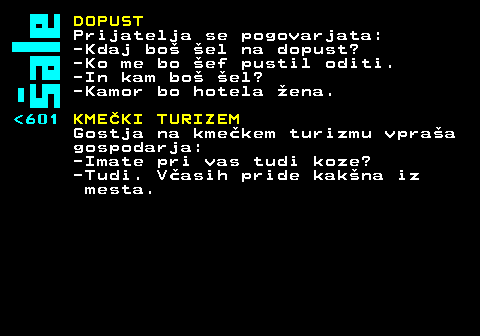 Šale
DOPUST
Prijatelja se pogovarjata:
-Kdaj boš šel na dopust?
-Ko me bo šef pustil oditi.
-In kam boš šel?
-Kamor bo hotela žena.
<601 KMEČKI TURIZEM
Gostja na kmečkem turizmu vpraša
gospodarja:
-Imate pri vas tudi koze?
-Tudi. Včasih pride kakšna iz
mesta.